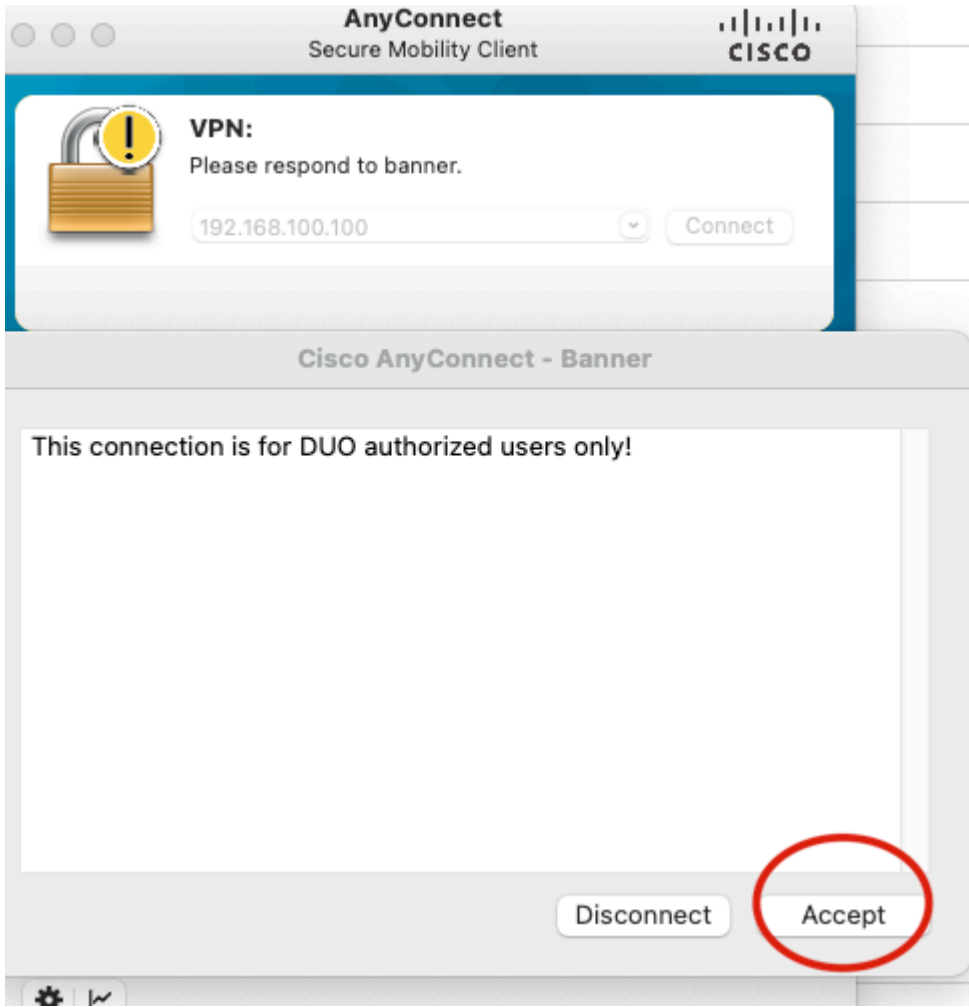 AnyConnect
Secure Mobility Client
CISCO
VPN:
Please respond to banner.
192.168.100.100
Connect
Cisco AnyConnect - Banner
This connection is for DUO authorized users only!
Disconnect
Accept